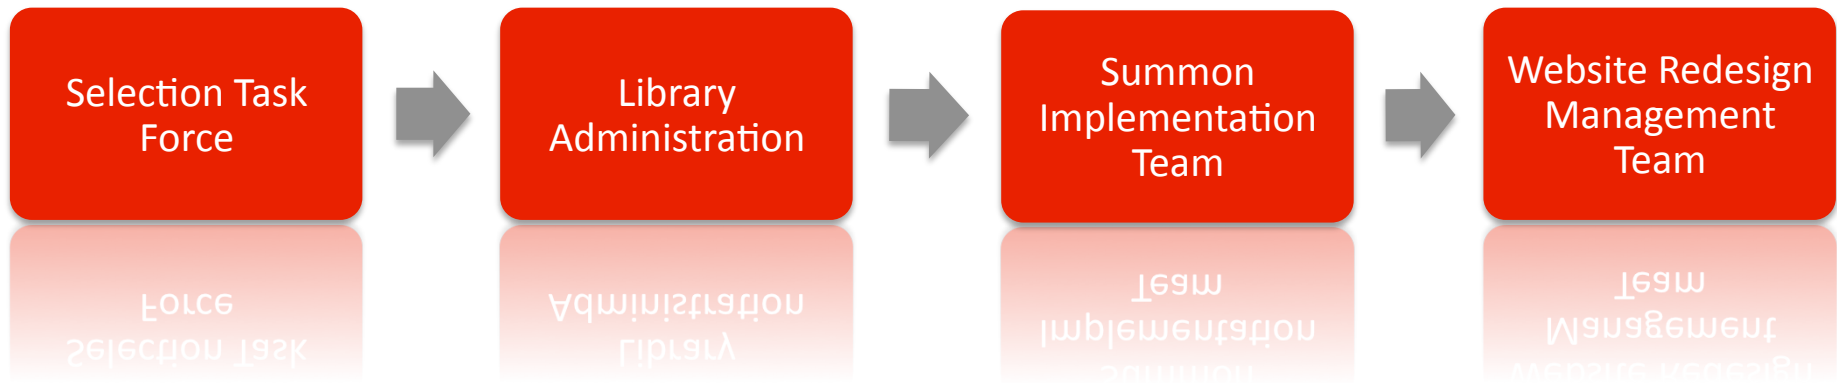 Selection Task
Force
Library
Administration
Summon
Implementation
Team
Website Redesign
Management
Team